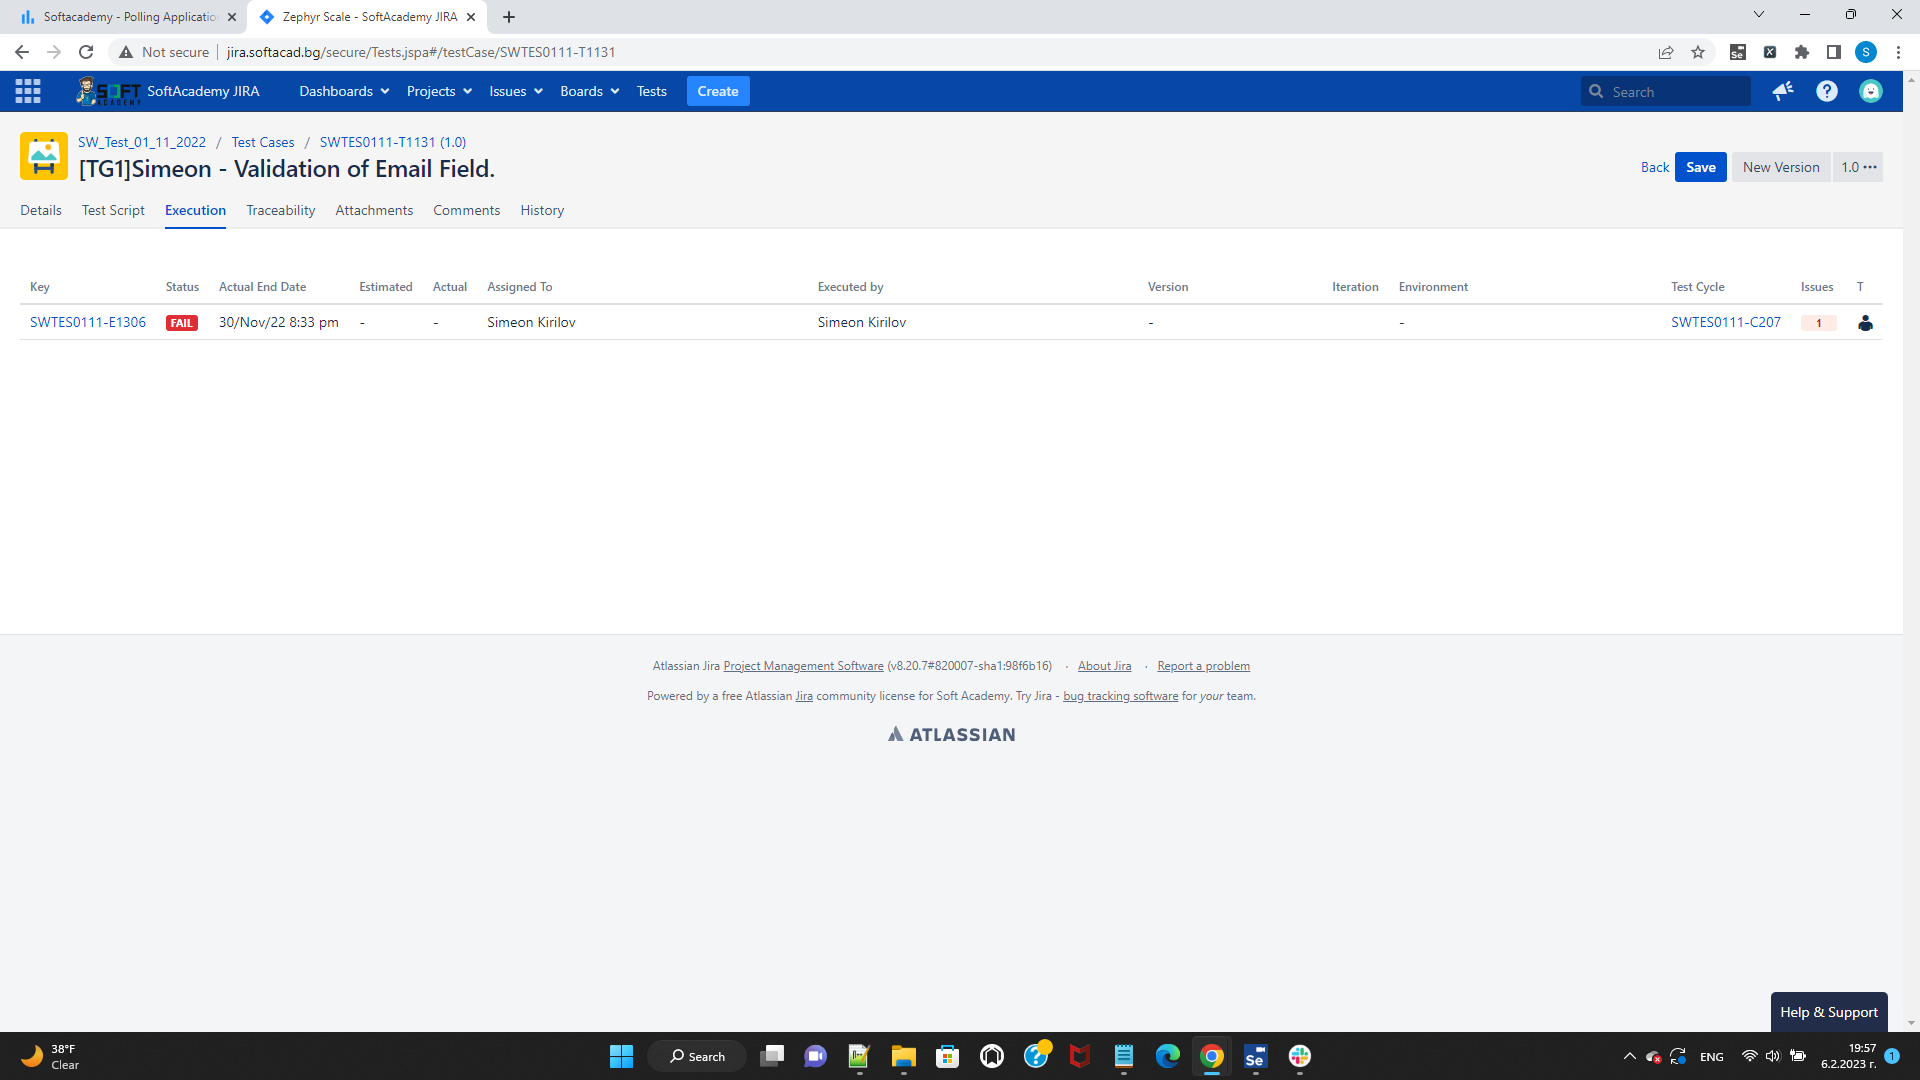 Softacademy - Polling Applicatio
Zephyr Scale - SoftAcademy JIRA
Not secure
jira.softacad.bg/secure/Tests.jspa#/testCase/SWTES0111-T1131
Se
X
S
SOFT
ACADEMY
SoftAcademy JIRA
Dashboards
Projects
Issues
Boards
Tests
Create
Search
SW_Test_01_11_2022 / Test Cases / SWTES0111-T1131 (1.0)
[TG1]Simeon - Validation of Email Field.
Back
Save
New Version
1.0
Details
Test Script
Execution
Traceability
Attachments
Comments
History
Key Status Actual End Date Estimated Actual Assigned To Executed by Version Iteration Environment Test Cycle Issues T
SWTES0111-E1306 FAIL 30/Nov/22 8:33 pm - - Simeon Kirilov Simeon Kirilov - - SWTES0111-C207 1
Atlassian Jira Project Management Software (v8.20.7#820007-sha1:98f6b16) · About Jira · Report a problem
Powered by a free Atlassian Jira community license for Soft Academy. Try Jira - bug tracking software for your team.
ATLASSIAN
Help & Support
38°F
Clear
Search
Se
ENG
19:57
6.2.2023 г.
1